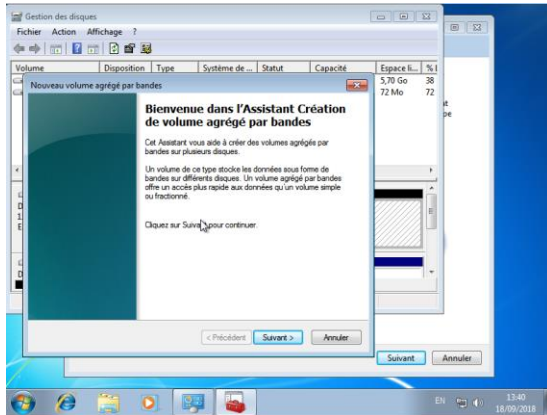 Gestion des disques
Fichier Action Affichage ?
Volume Disposition Type Système de ... Statut Capacité Espace li... % l
5,70 Go 38
72 Mo 72
Nouveau volume agrégé par bandes
Bienvenue dans l'Assistant Création
de volume agrégé par bandes
Cet Assistant vous aide à créer des volumes agrégés par
bandes sur plusieurs disques.
Un volume de ce type stocke les données sous forme de
bandes sur différents disques. Un volume agrégé par bandes
offre un accès plus rapide aux données qu'un volume simple
ou fractionné.
Cliquez sur Suivant pour continuer.
< Précédent Suivant > Annuler
Suivant Annuler
EN 13:40
18/09/2018